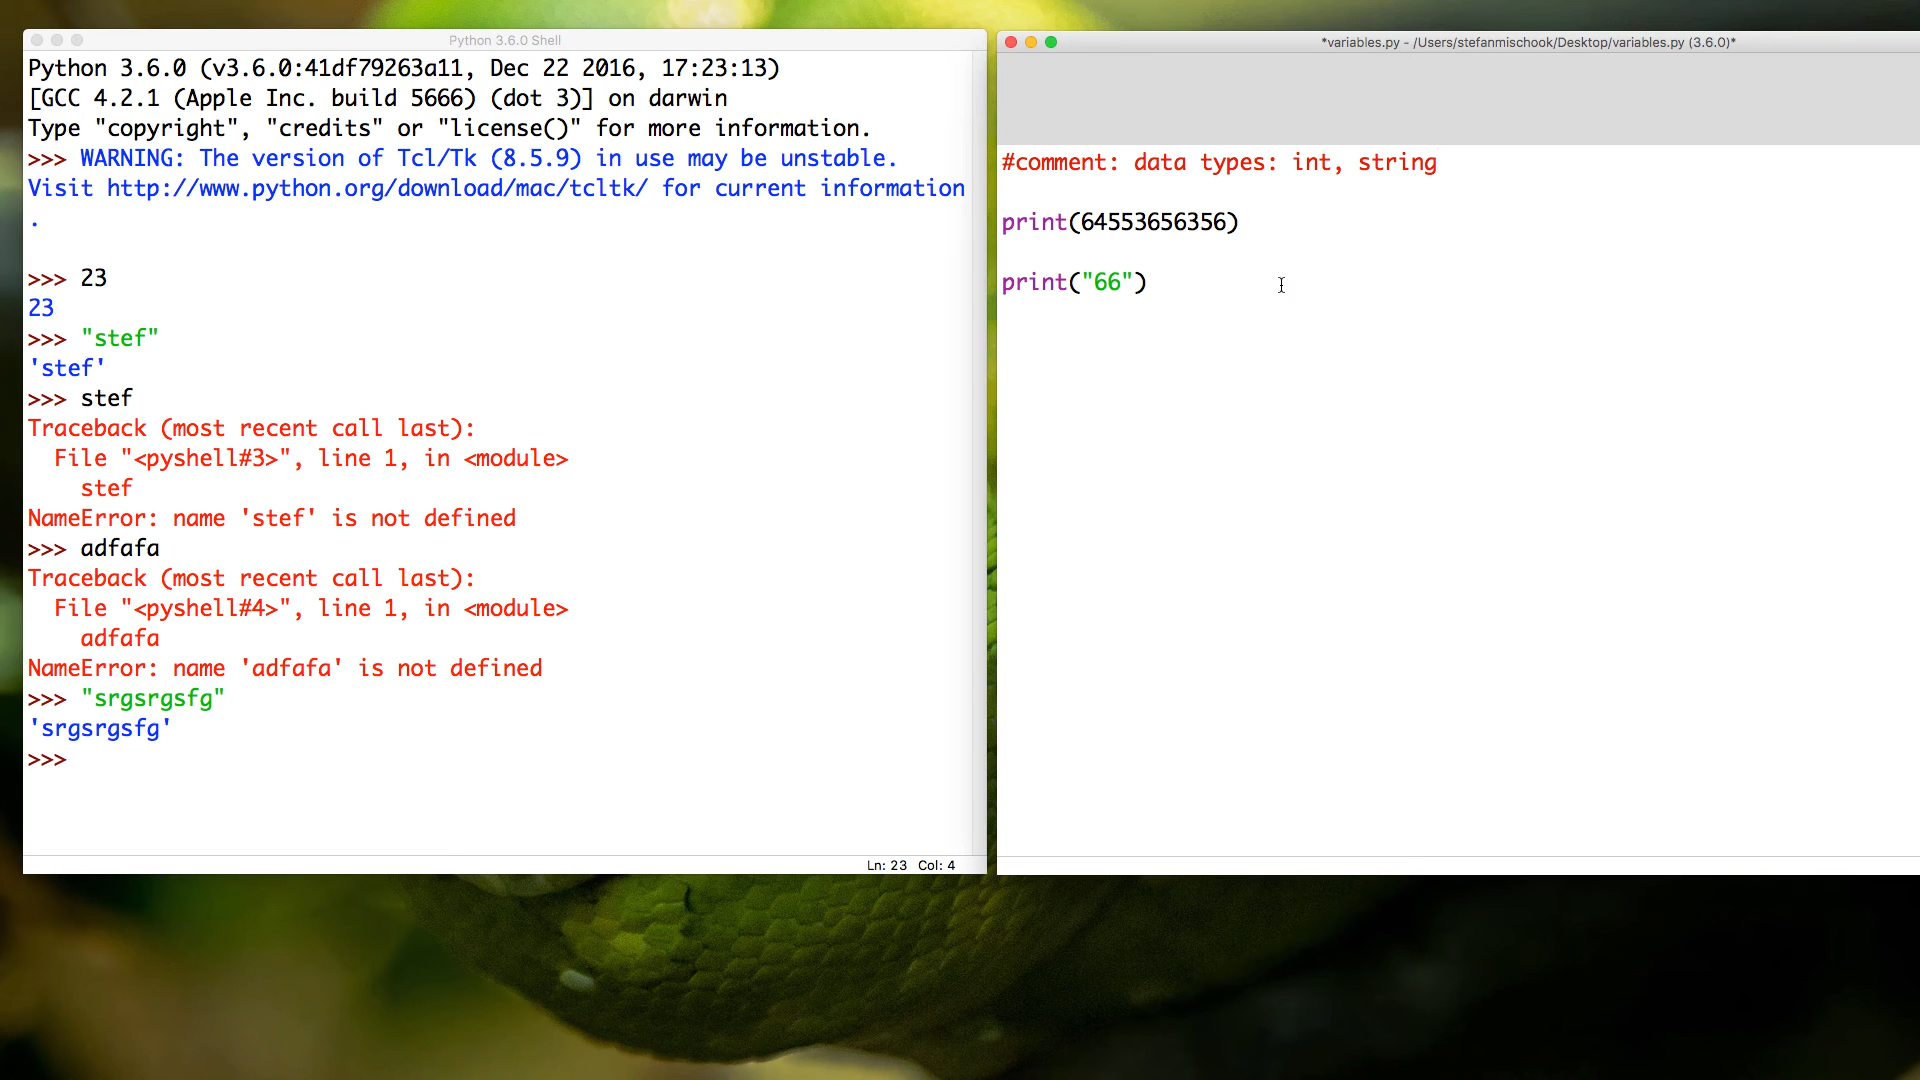 Python 3.6.0 Shell
Python 3.6.0 (v3.6.0:41df79263a11, Dec 22 2016, 17:23:13)
[GCC 4.2.1 (Apple Inc. build 5666) (dot 3)] on darwin
Type "copyright", "credits" or "license()" for more information.
>>> WARNING: The version of Tcl/Tk (8.5.9) in use may be unstable.
Visit http://www.python.org/download/mac/tcltk/ for current information
.
>>> 23
23
>>> "stef"
'stef'
>>> stef
Traceback (most recent call last):
  File "<pyshell#3>", line 1, in <module>
    stef
NameError: name 'stef' is not defined
>>> adfafa
Traceback (most recent call last):
  File "<pyshell#4>", line 1, in <module>
    adfafa
NameError: name 'adfafa' is not defined
>>> "srgsrgsfg"
'srgsrgsfg'
>>>
Ln: 23 Col: 4
*variables.py - /Users/stefanmischook/Desktop/variables.py (3.6.0)*
#comment: data types: int, string
print(64553656356)
print("66")